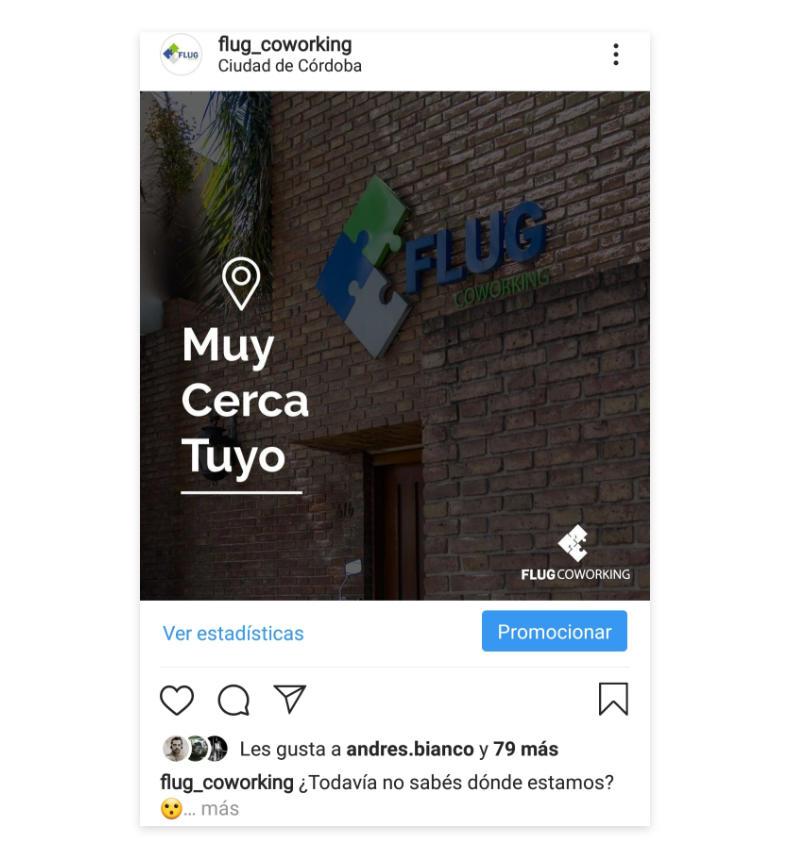 FLUG
flug_coworking
Ciudad de Córdoba
FLUG
COWORKING
Muy
Cerca
Tuyo
FLUG COWORKING
Ver estadísticas
Promocionar
Les gusta a andres.bianco y 79 más
flug_coworking ¿Todavía no sabés dónde estamos?
😮... más